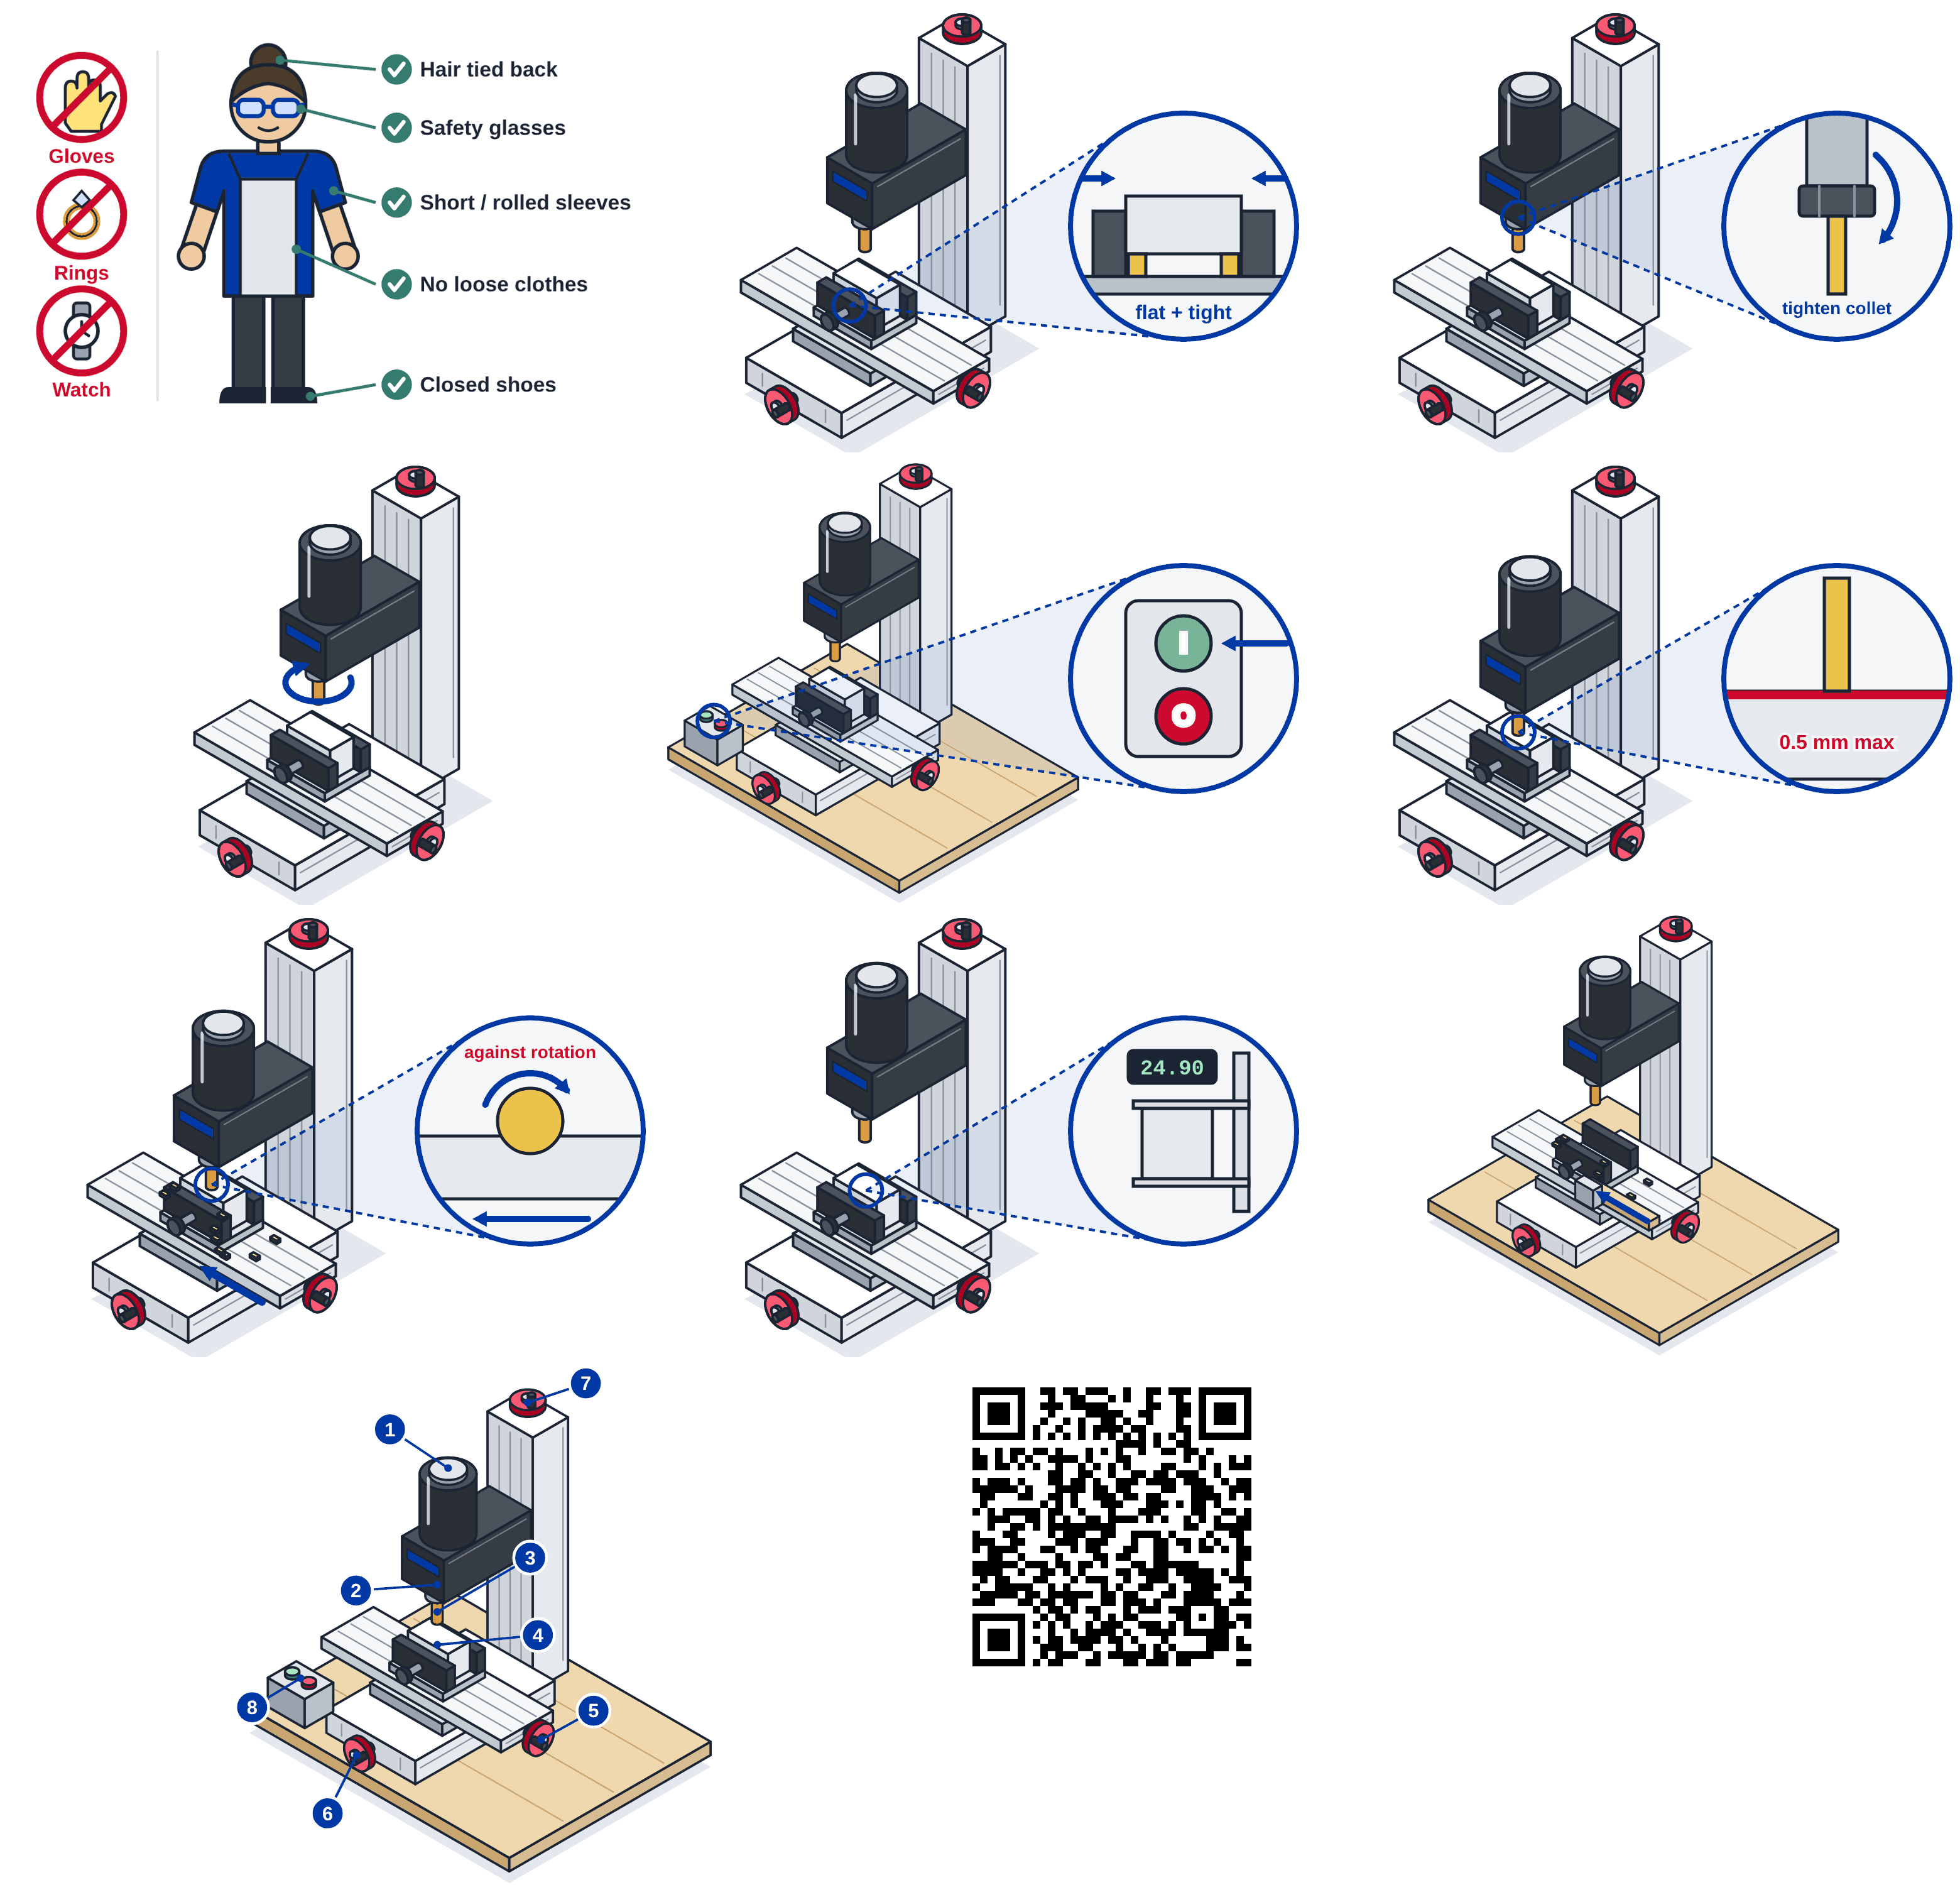 Gloves
Rings
Watch
Hair tied back
Safety glasses
Short / rolled sleeves
No loose clothes
Closed shoes
flat + tight
tighten collet
I
O
0.5 mm max
against rotation
24.90
7
1
3
2
4
8
5
6